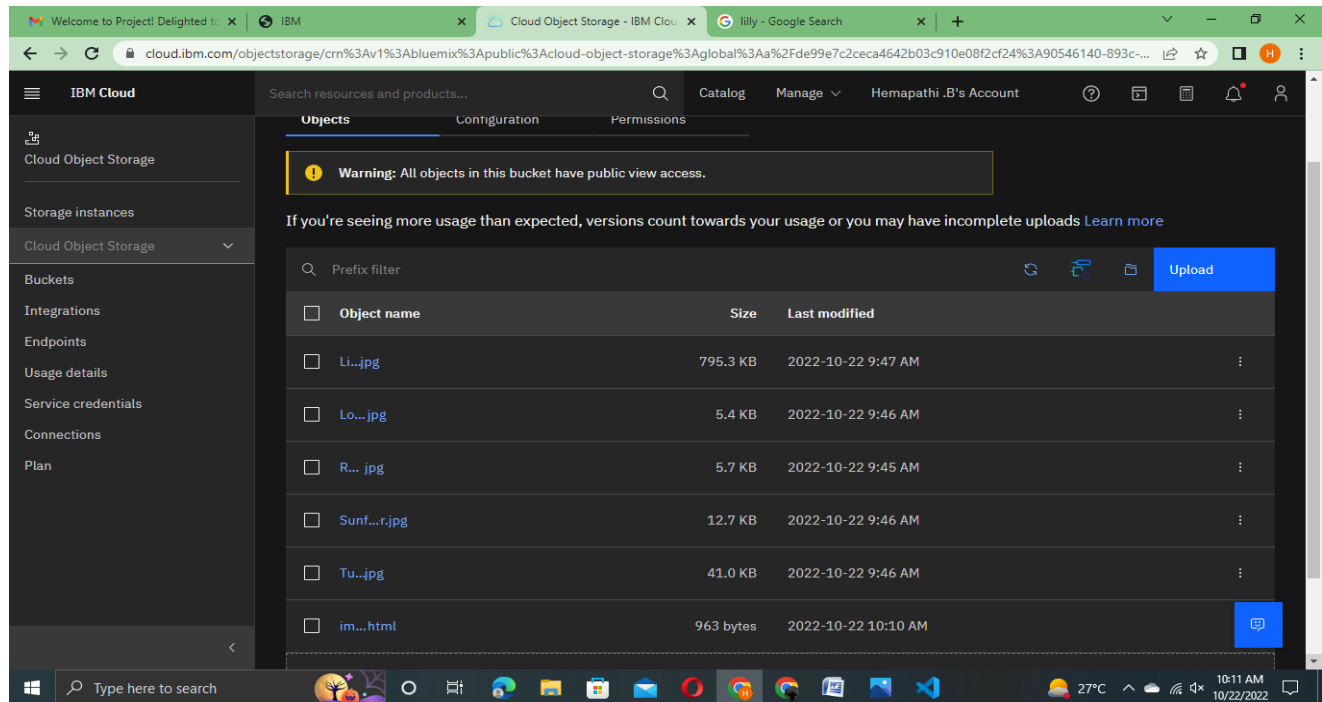 Welcome to Project! Delighted to
IBM
Cloud Object Storage - IBM Clou
lilly - Google Search
cloud.ibm.com/objectstorage/crn%3Av1%3Abluemix%3Apublic%3Acloud-object-storage%3Aglobal%3Aa%2Fde99e7c2ceca4642b03c910e08f2cf24%3A90546140-893c-...
H
IBM Cloud
Search resources and products...
Catalog
Manage
Hemapathi .B's Account
Cloud Object Storage
Storage instances
Cloud Object Storage
Buckets
Integrations
Endpoints
Usage details
Service credentials
Connections
Plan
Objects Configuration Permissions
Warning: All objects in this bucket have public view access.
If you're seeing more usage than expected, versions count towards your usage or you may have incomplete uploads Learn more
Prefix filter
Upload
Object name Size Last modified
Li...jpg 795.3 KB 2022-10-22 9:47 AM
Lo... jpg 5.4 KB 2022-10-22 9:46 AM
R... jpg 5.7 KB 2022-10-22 9:45 AM
Sunf...r.jpg 12.7 KB 2022-10-22 9:46 AM
Tu...jpg 41.0 KB 2022-10-22 9:46 AM
im...html 963 bytes 2022-10-22 10:10 AM
Type here to search
27°C
10:11 AM
10/22/2022